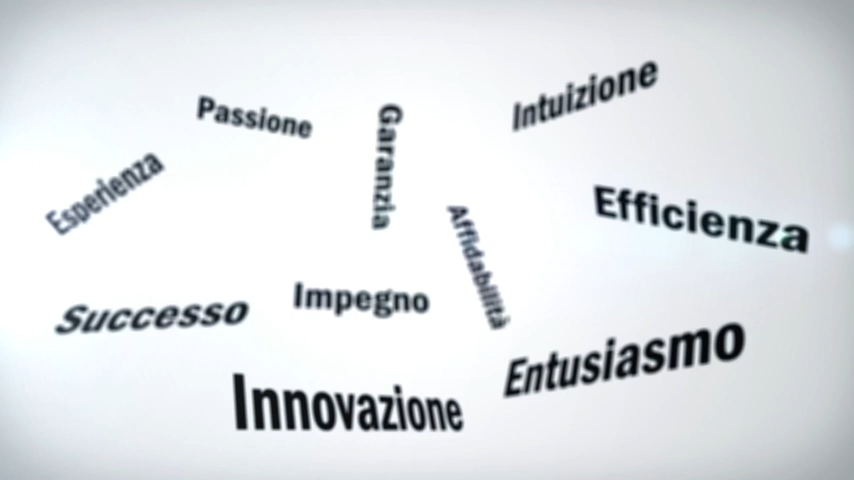 Intuizione
Passione
Garanzia
Esperienza
Efficienza
Affidabilità
Impegno
Successo
Entusiasmo
Innovazione